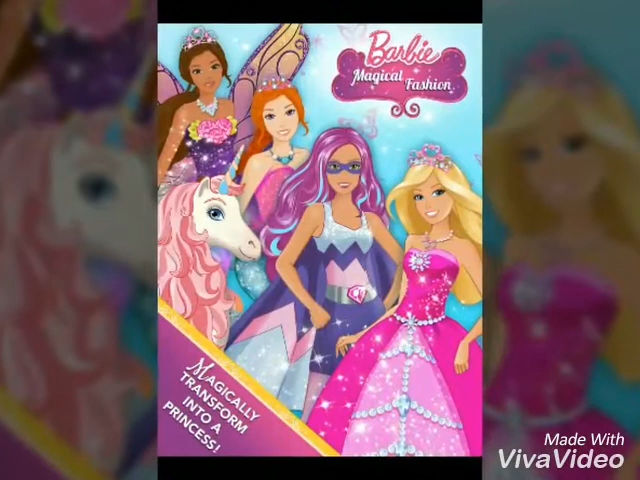 Barbie
Magical
Fashion
MAGICALLY
TRANSFORM
INTO A
PRINCESS!
Made With
VivaVideo